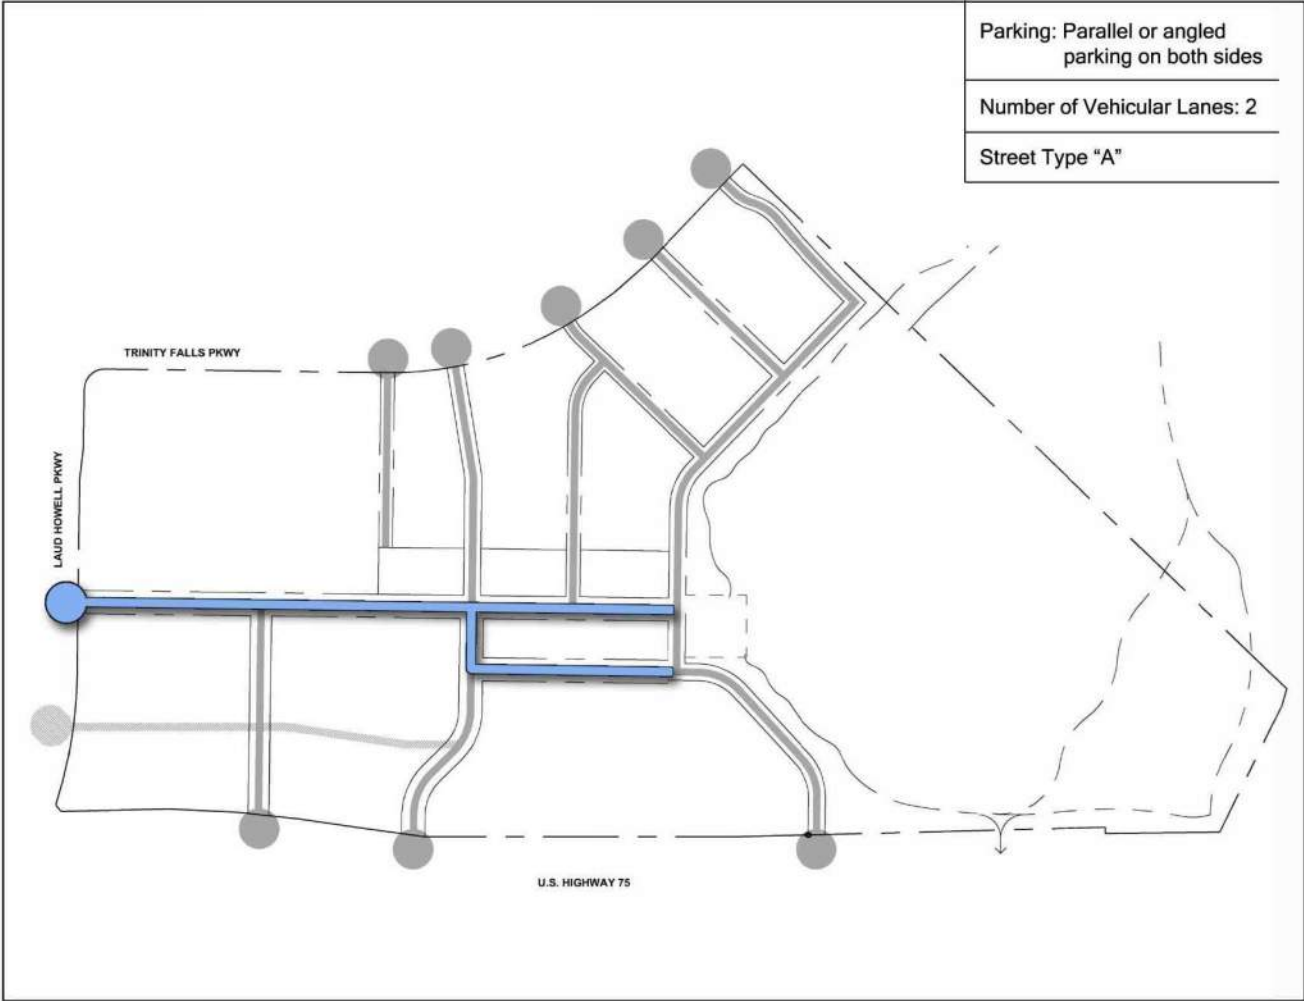 Parking: Parallel or angled
parking on both sides
Number of Vehicular Lanes: 2
Street Type “A”
TRINITY FALLS PKWY
LAUD HOWELL PKWY
U.S. HIGHWAY 75